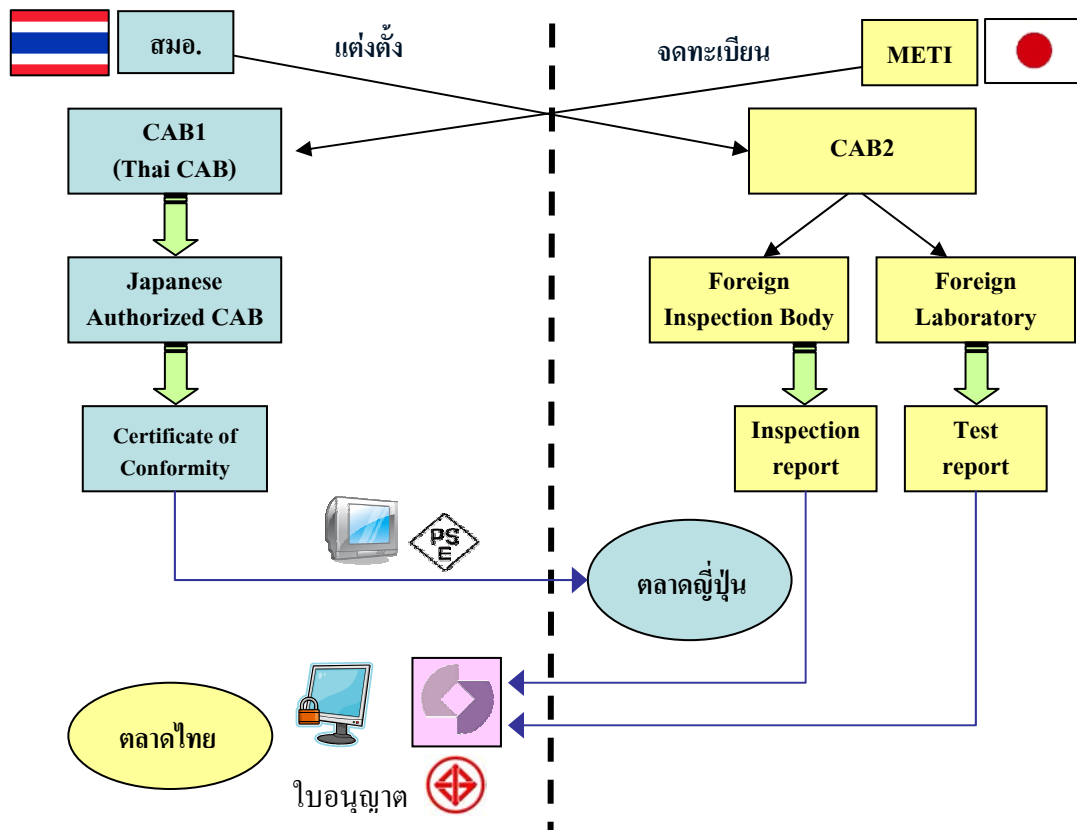 สมอ.
แต่งตั้ง
จดทะเบียน
METI
CAB1
(Thai CAB)
CAB2
Japanese
Authorized CAB
Foreign
Inspection Body
Foreign
Laboratory
Certificate of
Conformity
Inspection
report
Test
report
PS
E
ตลาดญี่ปุ่น
ตลาดไทย
ใบอนุญาต